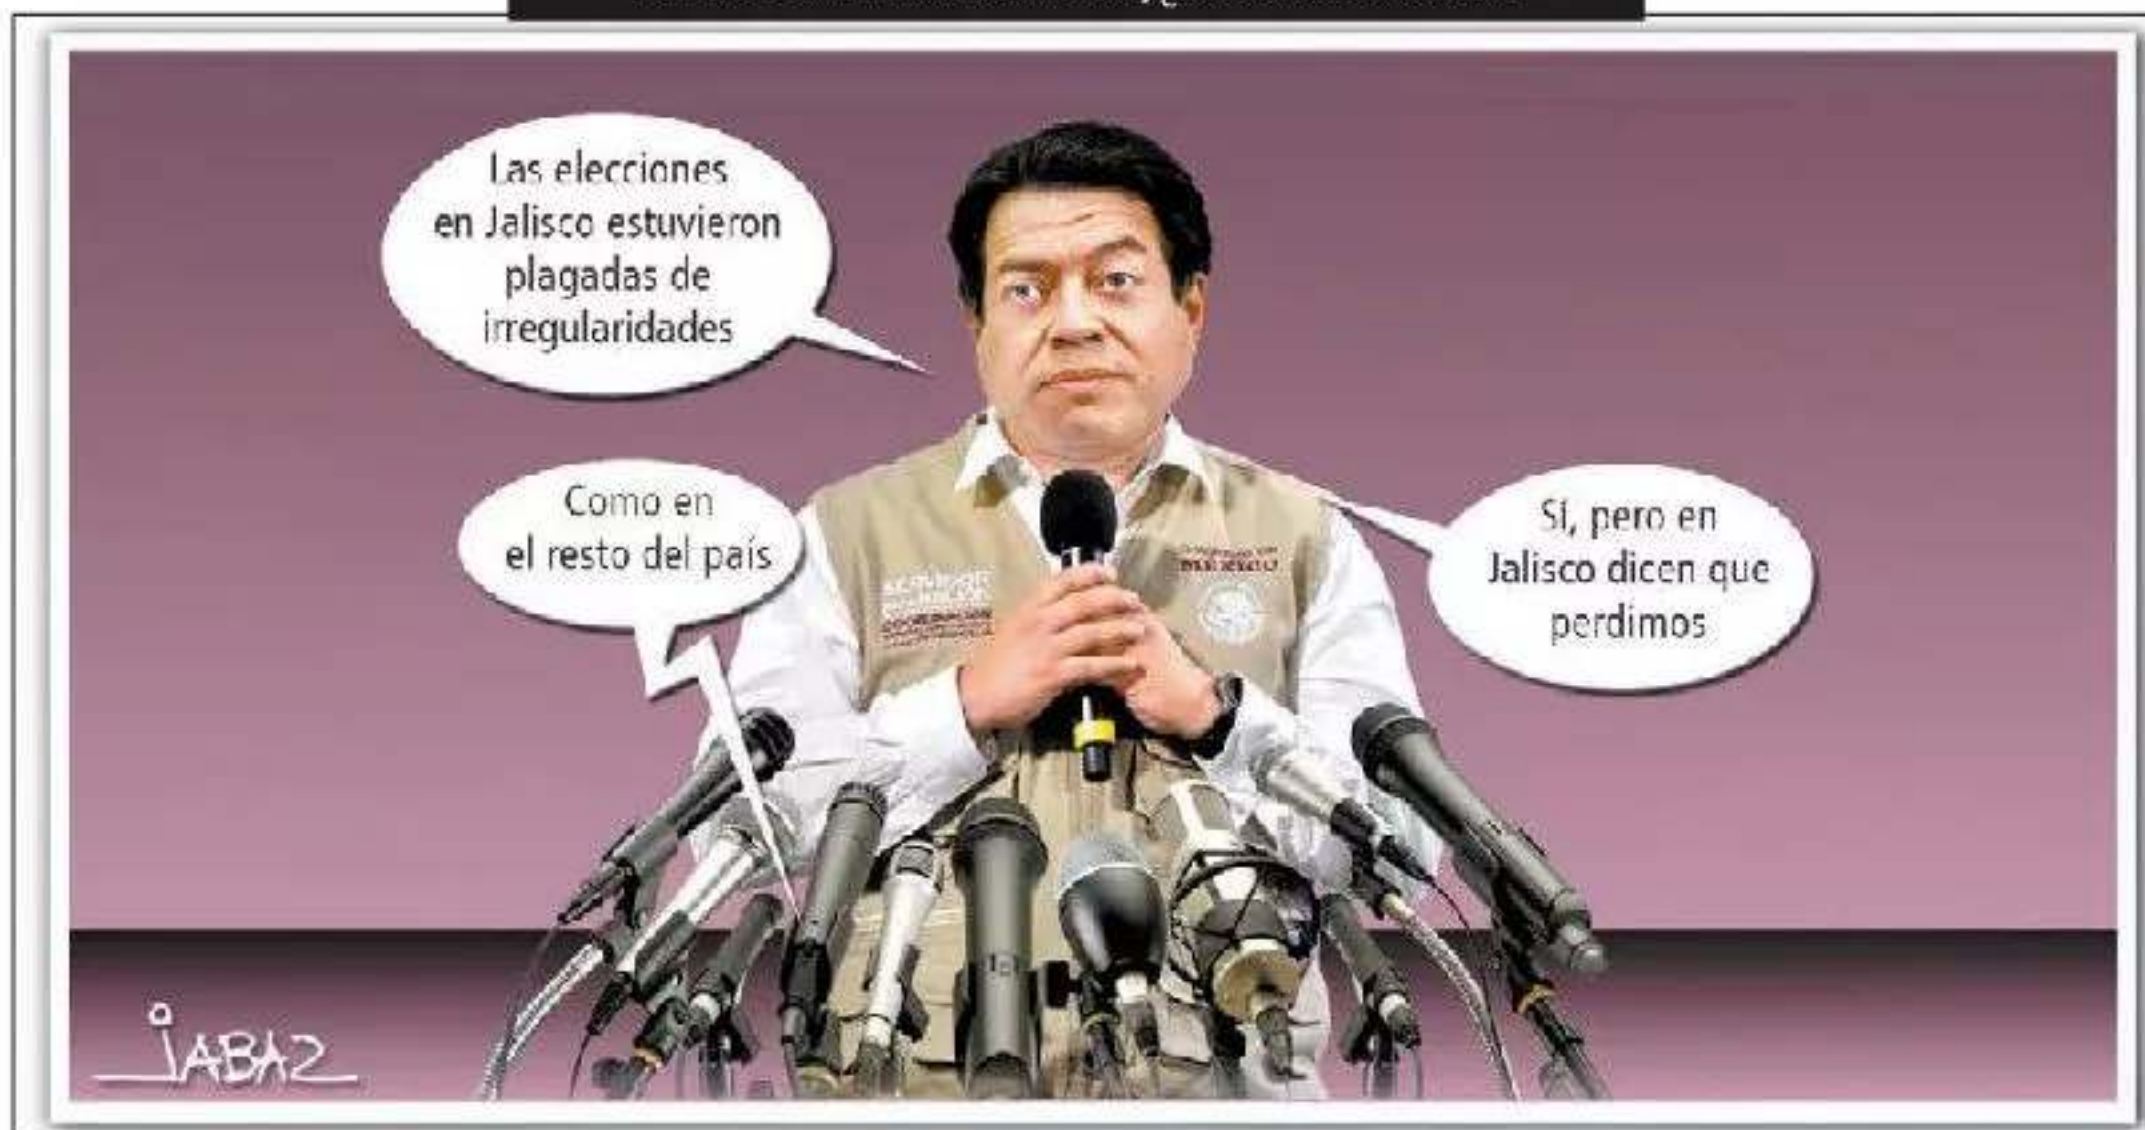 Las elecciones
en Jalisco estuvieron
plagadas de
irregularidades
Como en
el resto del país
Sí, pero en
Jalisco dicen que
perdimos
JABAZ